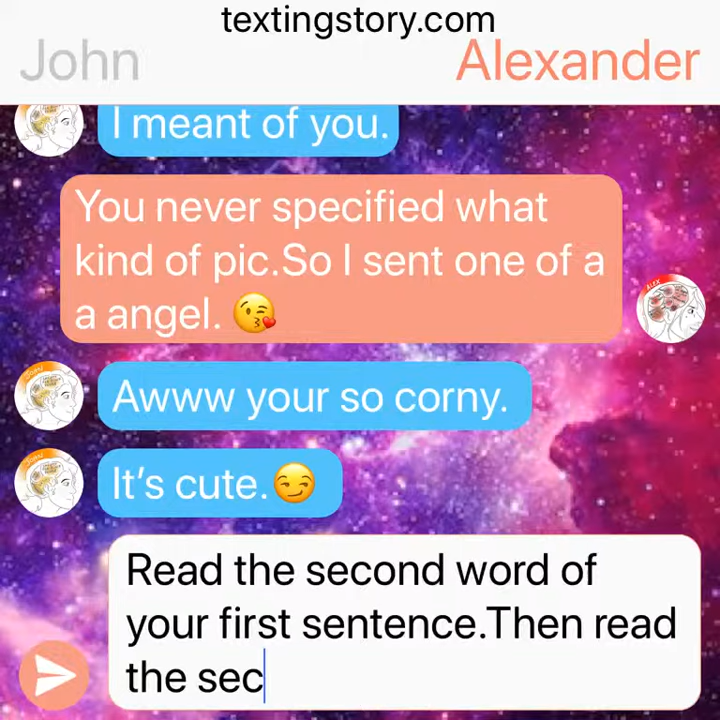 textingstory.com
John
Alexander
I meant of you.
You never specified what
kind of pic.So I sent one of a
a angel. 😘
Awww your so corny.
It's cute.😏
Read the second word of
your first sentence.Then read
the sec